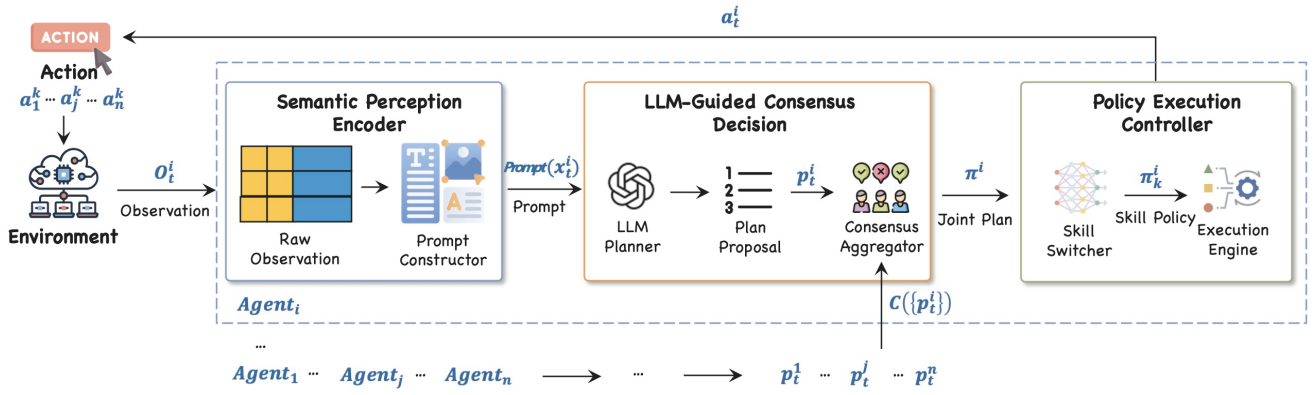 a_t^i
ACTION
Action
a_1^k ... a_j^k ... a_n^k
Environment
O_t^i
Observation
Semantic Perception
Encoder
Raw
Observation
T
A
Prompt
Constructor
Agent_i
Prompt(x_t^i)
Prompt
LLM-Guided Consensus
Decision
LLM
Planner
1
2
3
Plan
Proposal
p_t^i
Consensus
Aggregator
C({p_t^i})
π^i
Joint Plan
Policy Execution
Controller
Skill
Switcher
π_k^i
Skill Policy
Execution
Engine
...
Agent_1 ... Agent_j ... Agent_n ... p_t^1 ... p_t^j ... p_t^n